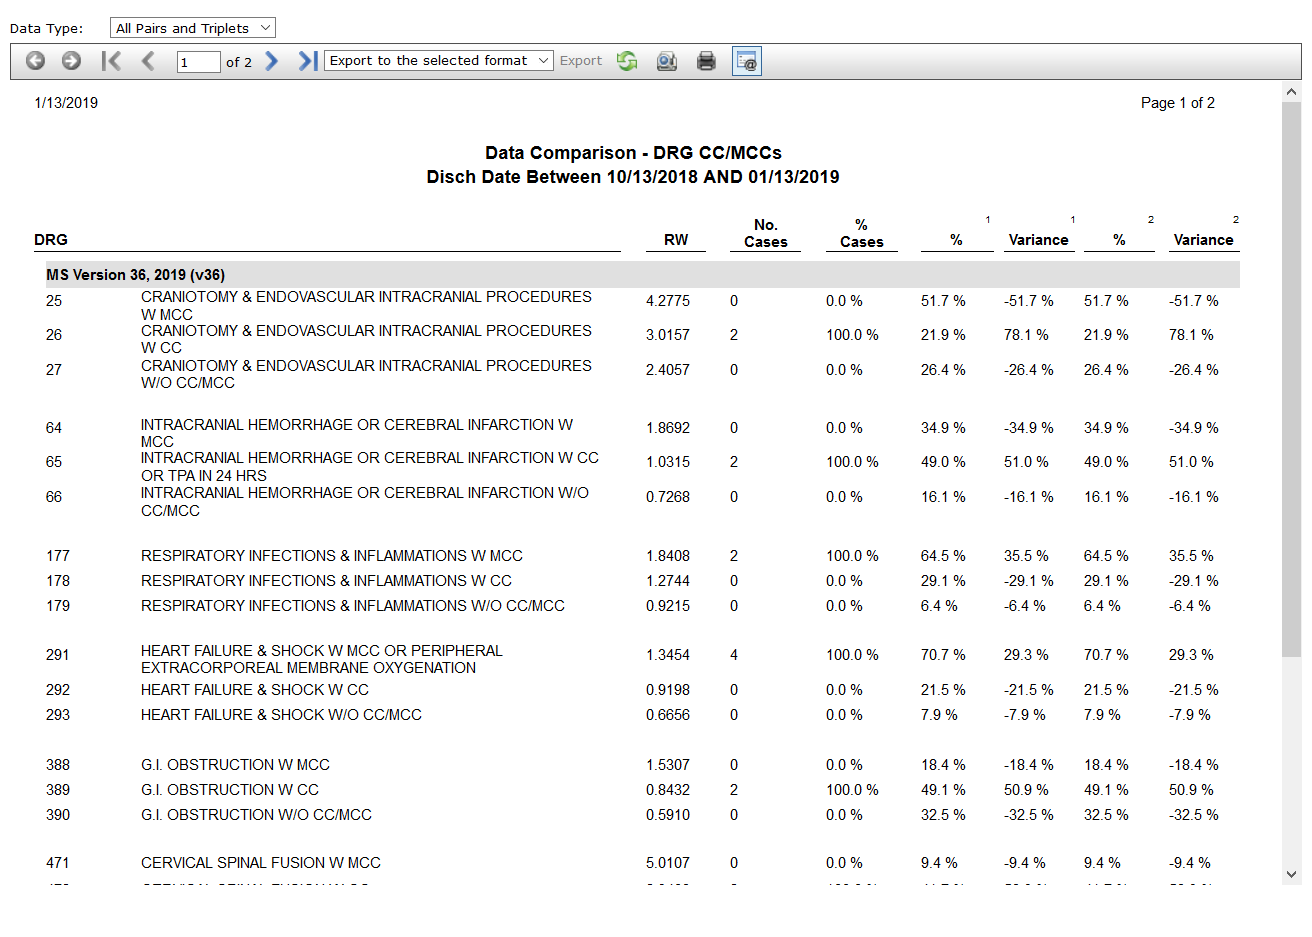 Data Type: All Pairs and Triplets
1 of 2 Export to the selected format Export
1/13/2019 Page 1 of 2
Data Comparison - DRG CC/MCCs
Disch Date Between 10/13/2018 AND 01/13/2019
DRG RW No. Cases % Cases % 1 Variance 1 % 2 Variance 2
MS Version 36, 2019 (v36)
25 CRANIOTOMY & ENDOVASCULAR INTRACRANIAL PROCEDURES 4.2775 0 0.0 % 51.7 % -51.7 % 51.7 % -51.7 %
W MCC
26 CRANIOTOMY & ENDOVASCULAR INTRACRANIAL PROCEDURES 3.0157 2 100.0 % 21.9 % 78.1 % 21.9 % 78.1 %
W CC
27 CRANIOTOMY & ENDOVASCULAR INTRACRANIAL PROCEDURES 2.4057 0 0.0 % 26.4 % -26.4 % 26.4 % -26.4 %
W/O CC/MCC
64 INTRACRANIAL HEMORRHAGE OR CEREBRAL INFARCTION W 1.8692 0 0.0 % 34.9 % -34.9 % 34.9 % -34.9 %
MCC
65 INTRACRANIAL HEMORRHAGE OR CEREBRAL INFARCTION W CC 1.0315 2 100.0 % 49.0 % 51.0 % 49.0 % 51.0 %
OR TPA IN 24 HRS
66 INTRACRANIAL HEMORRHAGE OR CEREBRAL INFARCTION W/O 0.7268 0 0.0 % 16.1 % -16.1 % 16.1 % -16.1 %
CC/MCC
177 RESPIRATORY INFECTIONS & INFLAMMATIONS W MCC 1.8408 2 100.0 % 64.5 % 35.5 % 64.5 % 35.5 %
178 RESPIRATORY INFECTIONS & INFLAMMATIONS W CC 1.2744 0 0.0 % 29.1 % -29.1 % 29.1 % -29.1 %
179 RESPIRATORY INFECTIONS & INFLAMMATIONS W/O CC/MCC 0.9215 0 0.0 % 6.4 % -6.4 % 6.4 % -6.4 %
291 HEART FAILURE & SHOCK W MCC OR PERIPHERAL 1.3454 4 100.0 % 70.7 % 29.3 % 70.7 % 29.3 %
EXTRACORPOREAL MEMBRANE OXYGENATION
292 HEART FAILURE & SHOCK W CC 0.9198 0 0.0 % 21.5 % -21.5 % 21.5 % -21.5 %
293 HEART FAILURE & SHOCK W/O CC/MCC 0.6656 0 0.0 % 7.9 % -7.9 % 7.9 % -7.9 %
388 G.I. OBSTRUCTION W MCC 1.5307 0 0.0 % 18.4 % -18.4 % 18.4 % -18.4 %
389 G.I. OBSTRUCTION W CC 0.8432 2 100.0 % 49.1 % 50.9 % 49.1 % 50.9 %
390 G.I. OBSTRUCTION W/O CC/MCC 0.5910 0 0.0 % 32.5 % -32.5 % 32.5 % -32.5 %
471 CERVICAL SPINAL FUSION W MCC 5.0107 0 0.0 % 9.4 % -9.4 % 9.4 % -9.4 %